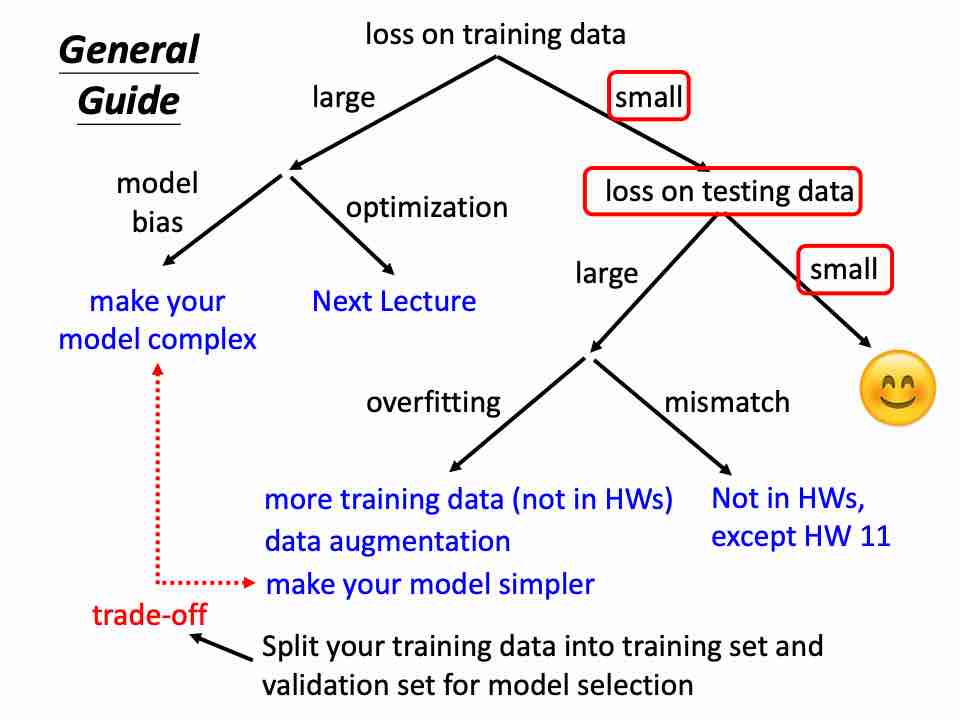 General
Guide
loss on training data
large
small
model
bias
optimization
loss on testing data
large
small
make your
model complex
Next Lecture
overfitting
mismatch
more training data (not in HWs)
data augmentation
make your model simpler
Not in HWs,
except HW 11
trade-off
Split your training data into training set and
validation set for model selection